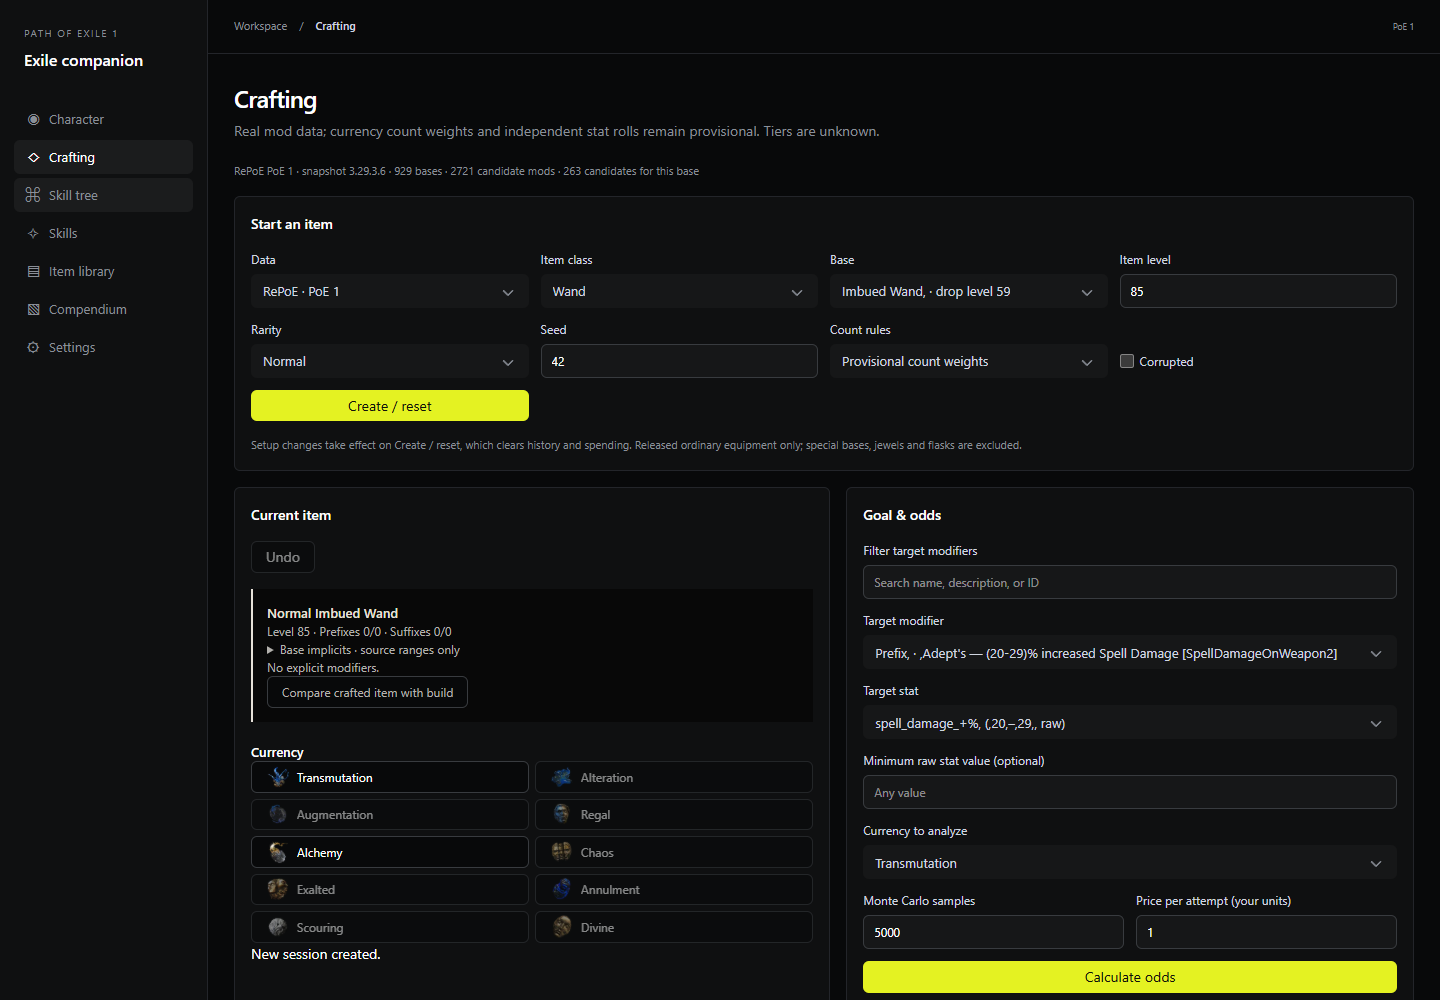 PATH OF EXILE 1
Exile companion
Character
Crafting
Skill tree
Skills
Item library
Compendium
Settings
Workspace / Crafting
PoE 1
Crafting
Real mod data; currency count weights and independent stat rolls remain provisional. Tiers are unknown.
RePoE PoE 1 · snapshot 3.29.3.6 · 929 bases · 2721 candidate mods · 263 candidates for this base
Start an item
Data
Item class
Base
Item level
RePoE · PoE 1
Wand
Imbued Wand, · drop level 59
85
Rarity
Seed
Count rules
Normal
42
Provisional count weights
Corrupted
Create / reset
Setup changes take effect on Create / reset, which clears history and spending. Released ordinary equipment only; special bases, jewels and flasks are excluded.
Current item
Undo
Normal Imbued Wand
Level 85 · Prefixes 0/0 · Suffixes 0/0
Base implicits · source ranges only
No explicit modifiers.
Compare crafted item with build
Currency
Transmutation
Alteration
Augmentation
Regal
Alchemy
Chaos
Exalted
Annulment
Scouring
Divine
New session created.
Goal & odds
Filter target modifiers
Search name, description, or ID
Target modifier
Prefix, · ,Adept's — (20-29)% increased Spell Damage [SpellDamageOnWeapon2]
Target stat
spell_damage_+%, (,20,–,29,, raw)
Minimum raw stat value (optional)
Any value
Currency to analyze
Transmutation
Monte Carlo samples
Price per attempt (your units)
5000
1
Calculate odds